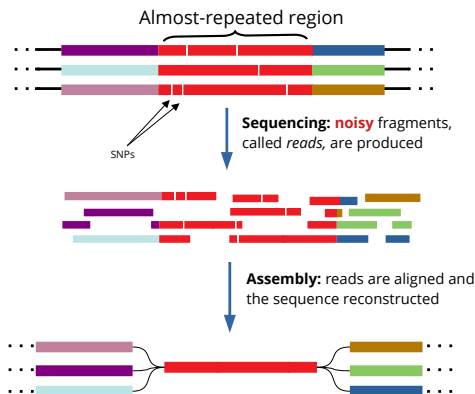 Almost-repeated region
SNPs
Sequencing: noisy fragments,
called reads, are produced
Assembly: reads are aligned and
the sequence reconstructed